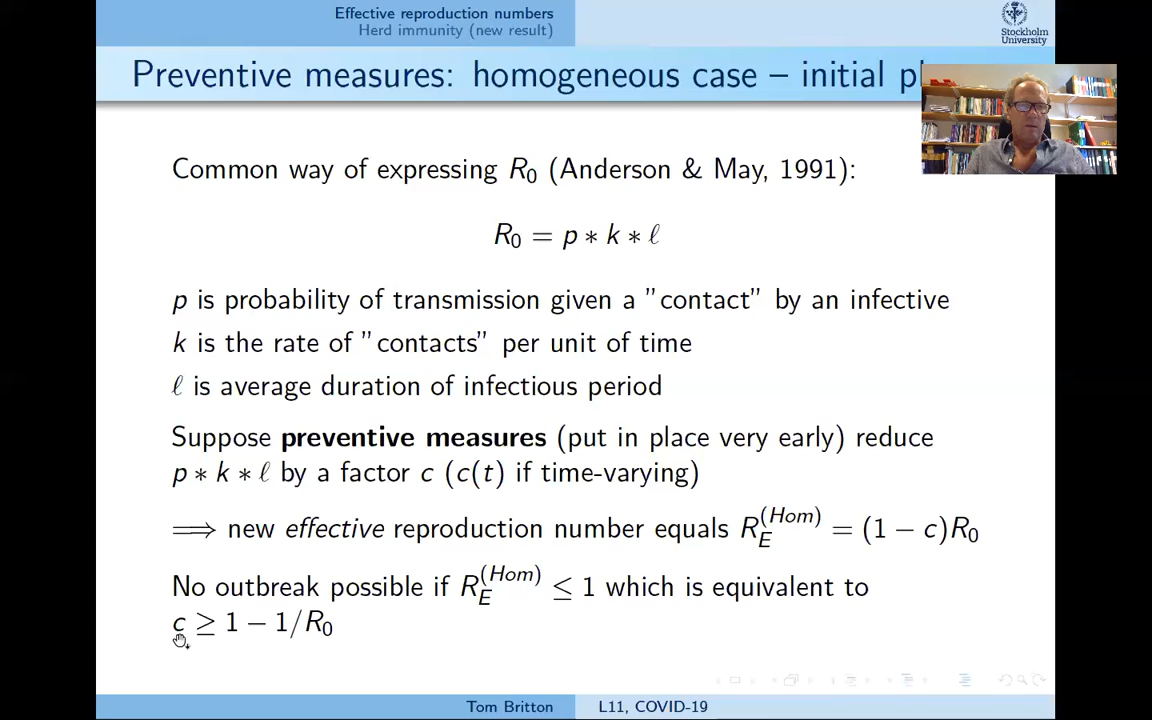 Effective reproduction numbers
Herd immunity (new result)
Stockholm
University
Preventive measures: homogeneous case – initial p
Common way of expressing R₀ (Anderson & May, 1991):
R₀ = p ∗ k ∗ ℓ
p is probability of transmission given a ”contact” by an infective
k is the rate of ”contacts” per unit of time
ℓ is average duration of infectious period
Suppose preventive measures (put in place very early) reduce
p ∗ k ∗ ℓ by a factor c (c(t) if time-varying)
⟹ new effective reproduction number equals R_E^(Hom) = (1 − c)R₀
No outbreak possible if R_E^(Hom) ≤ 1 which is equivalent to
c ≥ 1 − 1/R₀
Tom Britton
L11, COVID-19